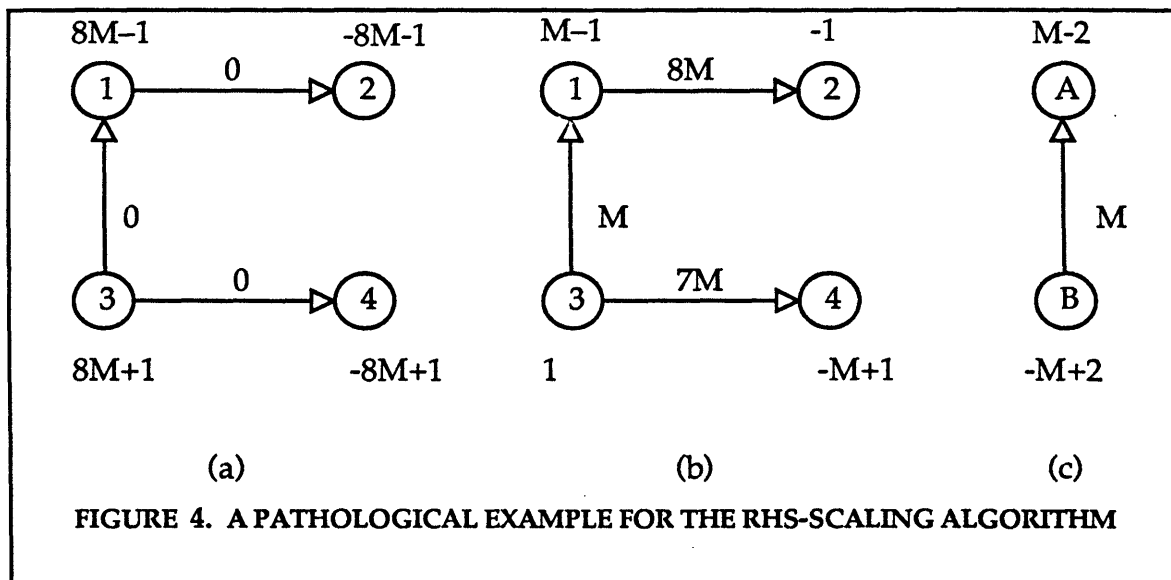 8M–1 -8M-1 M–1 -1 M-2
0 8M
1 2 1 2 A
0 M M
0 7M
3 4 3 4 B
8M+1 -8M+1 1 -M+1 -M+2
(a) (b) (c)
FIGURE 4. A PATHOLOGICAL EXAMPLE FOR THE RHS-SCALING ALGORITHM